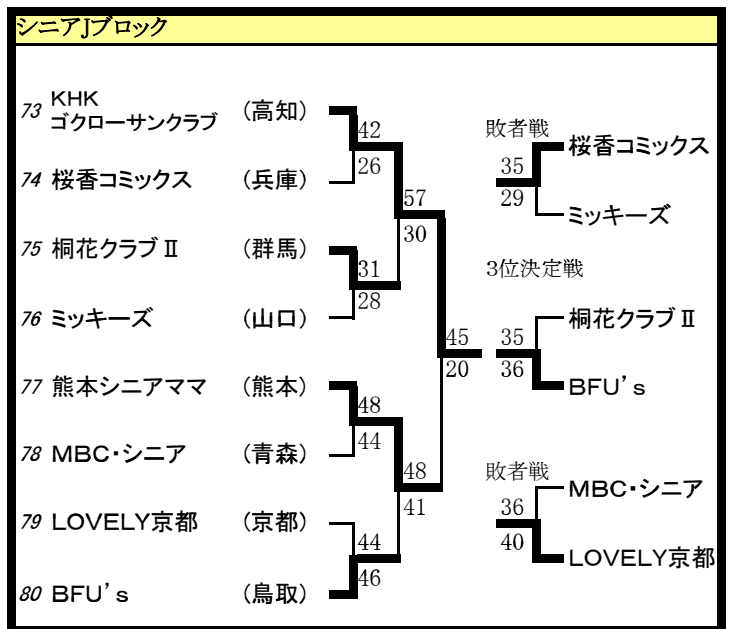 シニアJブロック
73 KHK ゴクローサンクラブ (高知)
74 桜香コミックス (兵庫)
75 桐花クラブⅡ (群馬)
76 ミッキーズ (山口)
77 熊本シニアママ (熊本)
78 MBC・シニア (青森)
79 LOVELY京都 (京都)
80 BFU's (鳥取)
42
26
31
28
48
44
44
46
57
30
48
41
45
20
敗者戦
桜香コミックス
35
29
ミッキーズ
3位決定戦
桐花クラブⅡ
35
36
BFU's
敗者戦
MBC・シニア
36
40
LOVELY京都